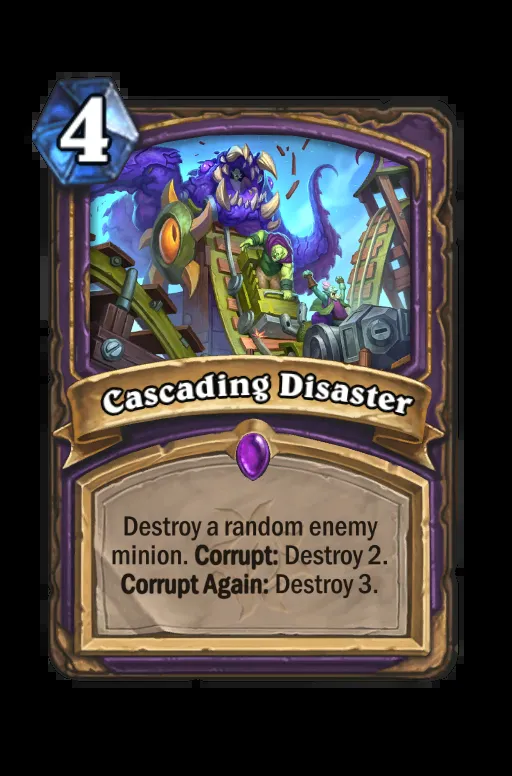 4
Cascading Disaster
Destroy a random enemy
minion. Corrupt: Destroy 2.
Corrupt Again: Destroy 3.